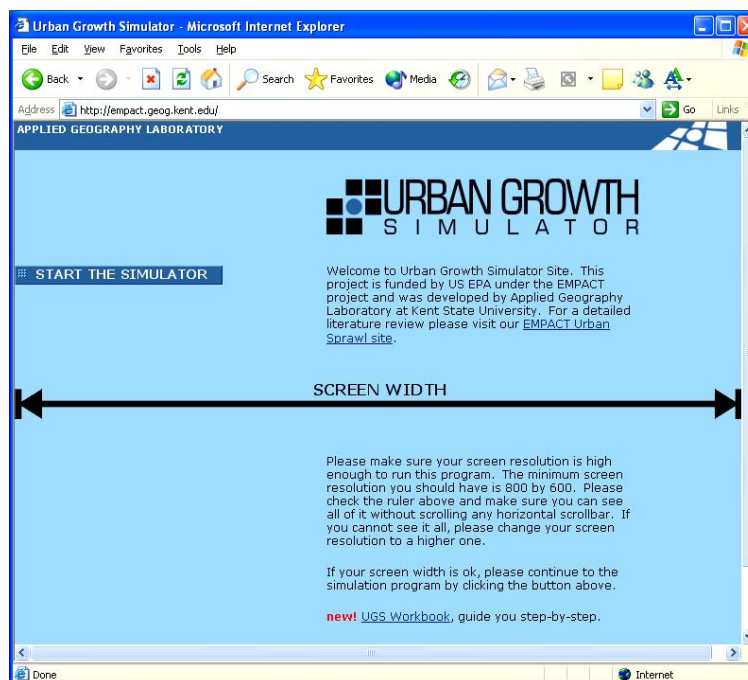 Urban Growth Simulator - Microsoft Internet Explorer
File Edit View Favorites Tools Help
Back Search Favorites Media
Address http://empact.geog.kent.edu/ Go Links
APPLIED GEOGRAPHY LABORATORY
URBAN GROWTH
SIMULATOR
START THE SIMULATOR
Welcome to Urban Growth Simulator Site. This
project is funded by US EPA under the EMPACT
project and was developed by Applied Geography
Laboratory at Kent State University. For a detailed
literature review please visit our EMPACT Urban
Sprawl site.
SCREEN WIDTH
Please make sure your screen resolution is high
enough to run this program. The minimum screen
resolution you should have is 800 by 600. Please
check the ruler above and make sure you can see
all of it without scrolling any horizontal scrollbar. If
you cannot see it all, please change your screen
resolution to a higher one.
If your screen width is ok, please continue to the
simulation program by clicking the button above.
new! UGS Workbook, guide you step-by-step.
Done Internet